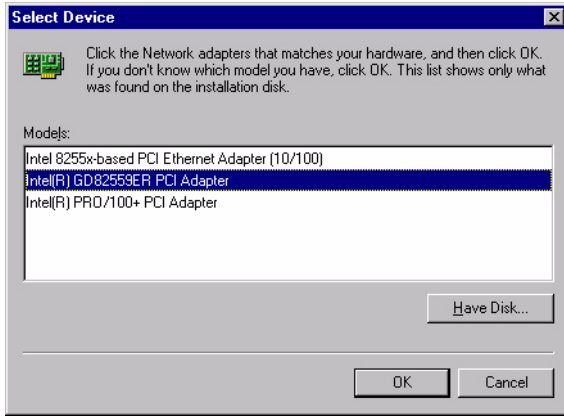 Select Device
Click the Network adapters that matches your hardware, and then click OK.
If you don't know which model you have, click OK. This list shows only what
was found on the installation disk.
Models:
Intel 8255x-based PCI Ethernet Adapter (10/100)
Intel(R) GD82559ER PCI Adapter
Intel(R) PRO/100+ PCI Adapter
Have Disk...
OK
Cancel